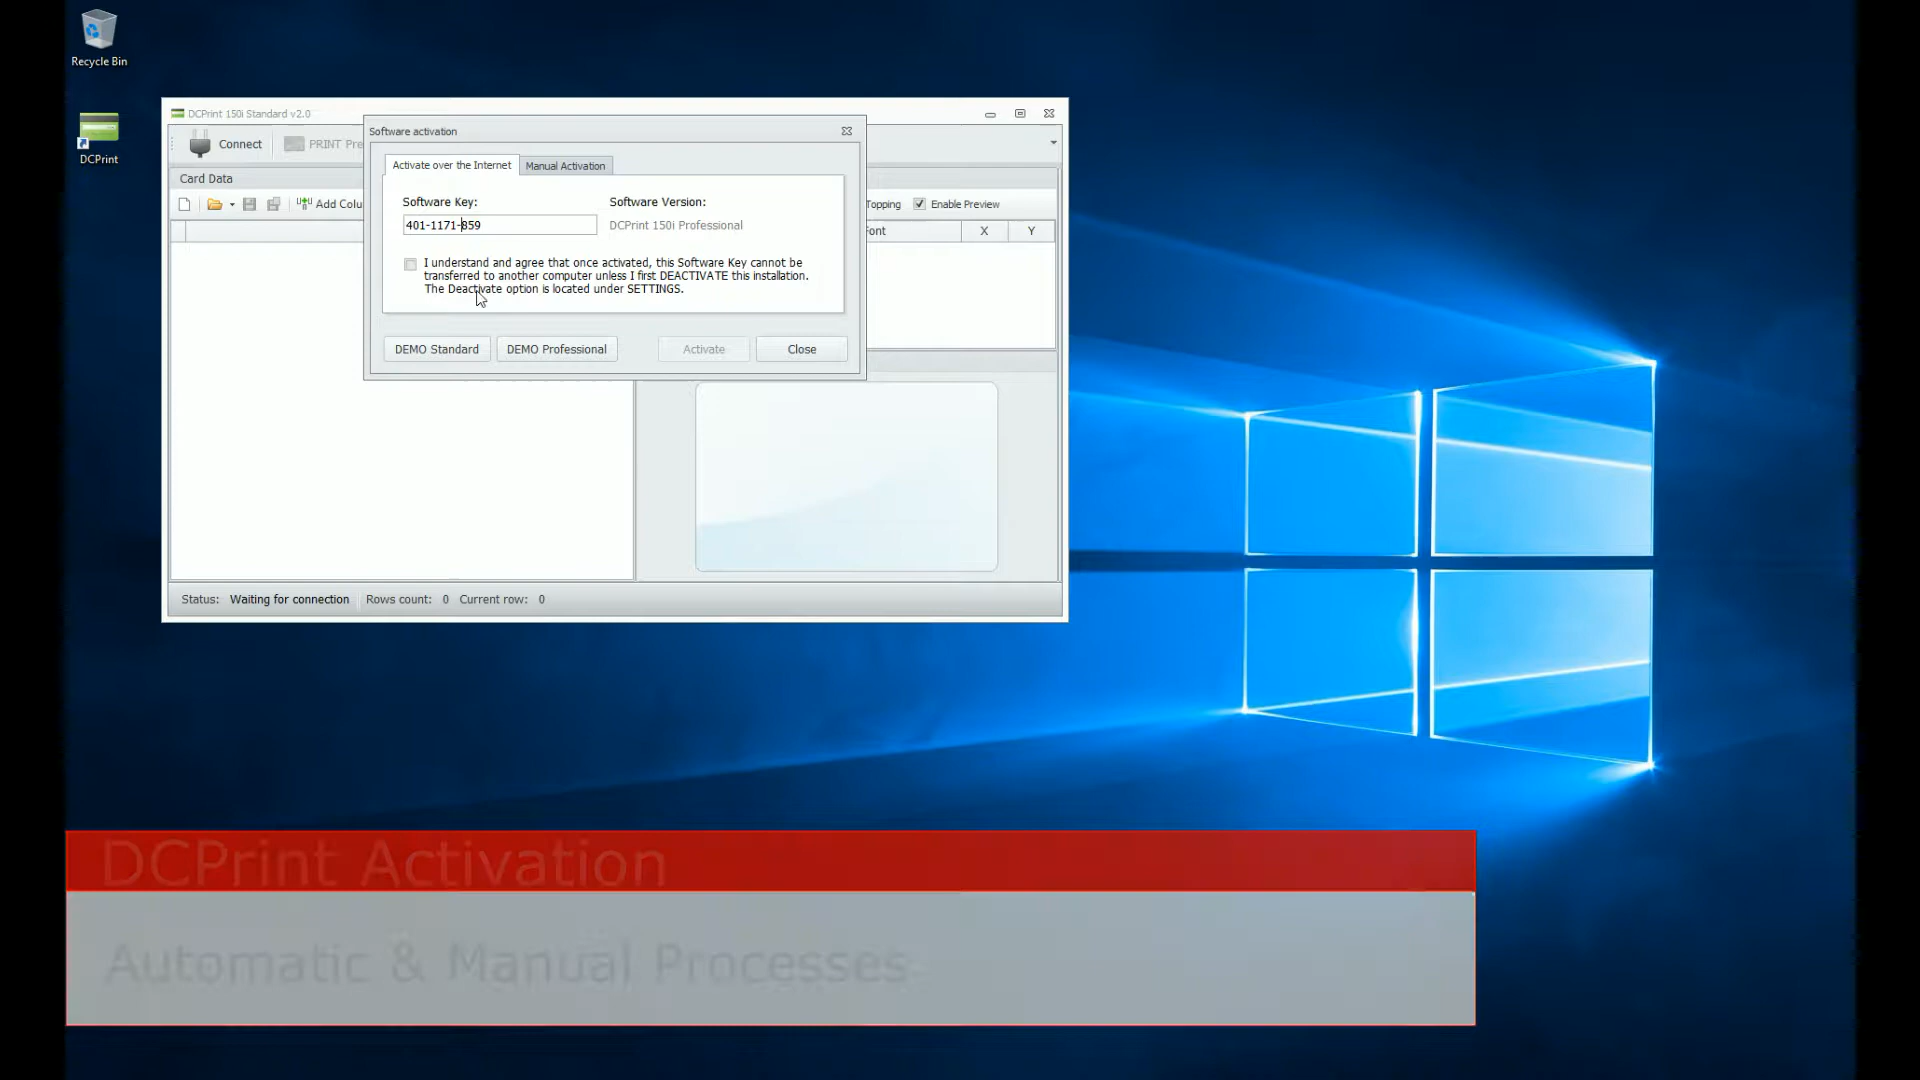 Recycle Bin
DCPrint
DCPrint 150i Standard v2.0
Connect
PRINT Pre
Card Data
Add Colu
Software activation
Activate over the Internet
Manual Activation
Software Key:
Software Version:
401-1171-859
DCPrint 150i Professional
I understand and agree that once activated, this Software Key cannot be
transferred to another computer unless I first DEACTIVATE this installation.
The Deactivate option is located under SETTINGS.
DEMO Standard
DEMO Professional
Activate
Close
Topping
Enable Preview
Font
X
Y
Status: Waiting for connection
Rows count: 0
Current row: 0
DCPrint Activation
Automatic & Manual Processes